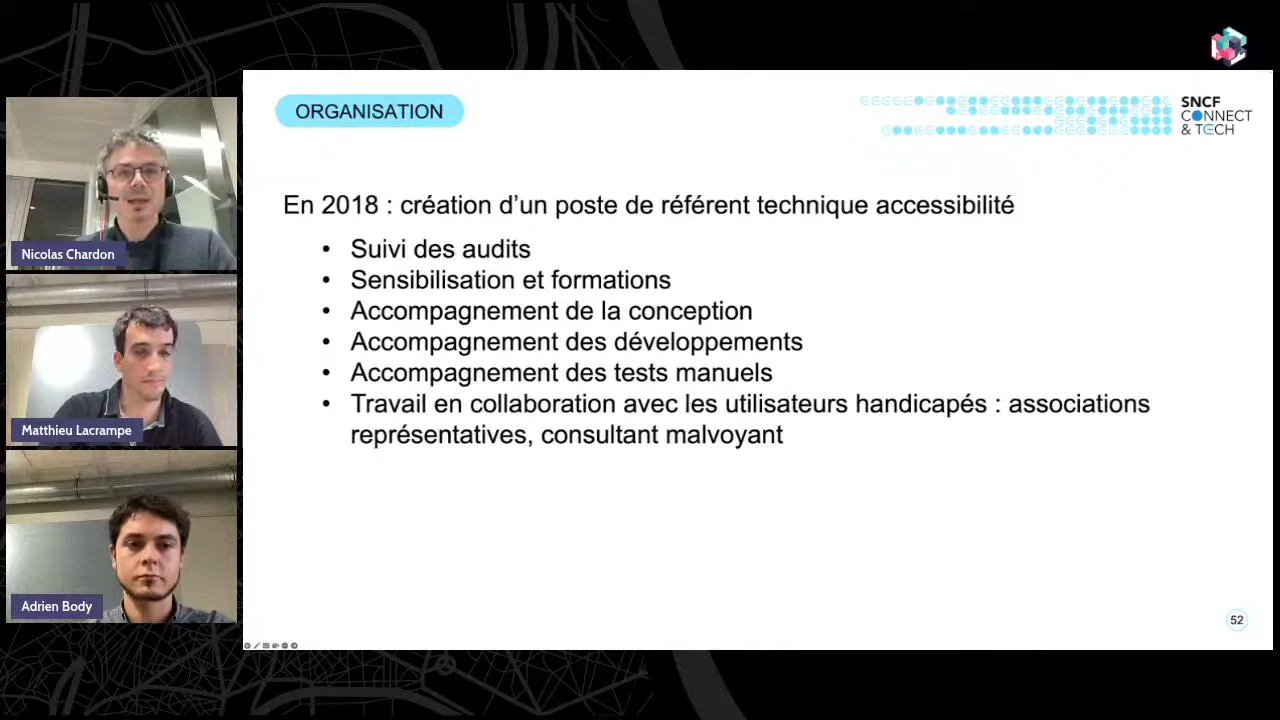 ORGANISATION
SNCF
CONNECT
& TECH
En 2018 : création d’un poste de référent technique accessibilité
• Suivi des audits
• Sensibilisation et formations
• Accompagnement de la conception
• Accompagnement des développements
• Accompagnement des tests manuels
• Travail en collaboration avec les utilisateurs handicapés : associations
représentatives, consultant malvoyant
52
Nicolas Chardon
Matthieu Lacrampe
Adrien Body